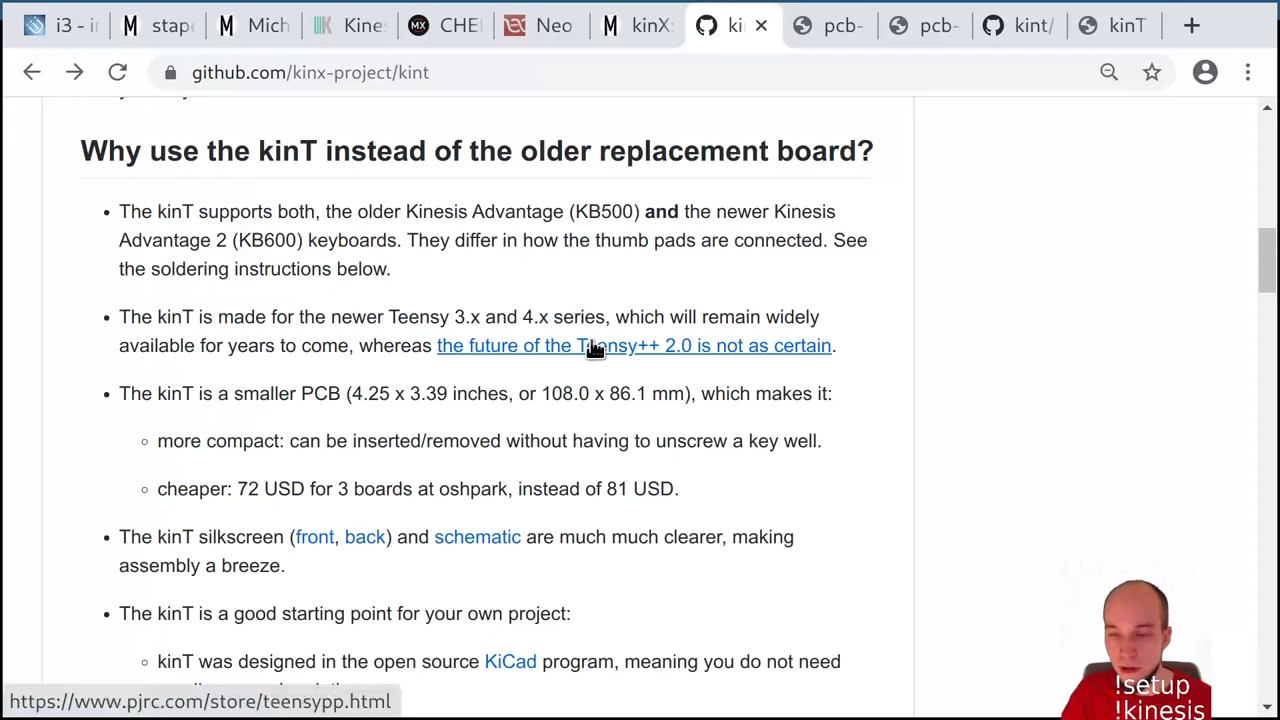 i3 - i
stape
Mich
Kine
CHE
Neo
kinX:
ki
pcb-
pcb-
kint/
kinT
github.com/kinx-project/kint
Why use the kinT instead of the older replacement board?
• The kinT supports both, the older Kinesis Advantage (KB500) and the newer Kinesis
Advantage 2 (KB600) keyboards. They differ in how the thumb pads are connected. See
the soldering instructions below.
• The kinT is made for the newer Teensy 3.x and 4.x series, which will remain widely
available for years to come, whereas the future of the Teensy++ 2.0 is not as certain.
• The kinT is a smaller PCB (4.25 x 3.39 inches, or 108.0 x 86.1 mm), which makes it:
◦ more compact: can be inserted/removed without having to unscrew a key well.
◦ cheaper: 72 USD for 3 boards at oshpark, instead of 81 USD.
• The kinT silkscreen (front, back) and schematic are much much clearer, making
assembly a breeze.
• The kinT is a good starting point for your own project:
◦ kinT was designed in the open source KiCad program, meaning you do not need
https://www.pjrc.com/store/teensypp.html
!setup
!kinesis